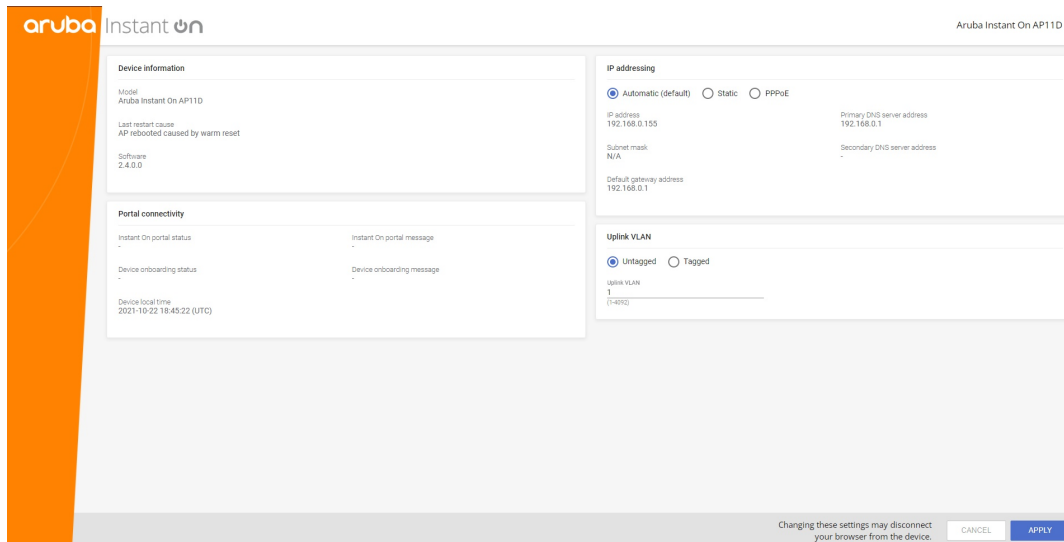 aruba Instant on
Aruba Instant On AP11D
Device information
Model
Aruba Instant On AP11D
Last restart cause
AP rebooted caused by warm reset
Software
2.4.0.0
Portal connectivity
Instant On portal status
-
Instant On portal message
-
Device onboarding status
-
Device onboarding message
-
Device local time
2021-10-22 18:45:22 (UTC)
IP addressing
Automatic (default) Static PPPoE
IP address
192.168.0.155
Primary DNS server address
192.168.0.1
Subnet mask
N/A
Secondary DNS server address
-
Default gateway address
192.168.0.1
Uplink VLAN
Untagged Tagged
Uplink VLAN
1
(1-4092)
Changing these settings may disconnect
your browser from the device.
CANCEL APPLY